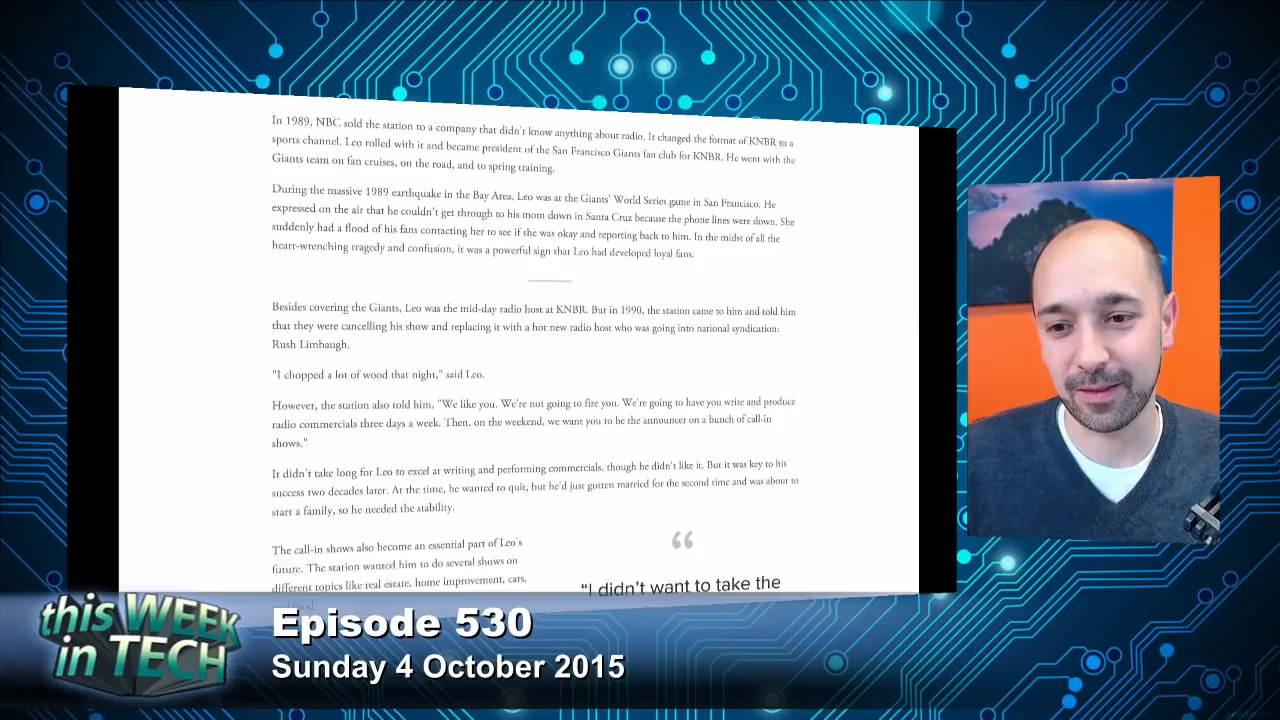 In 1989, NBC sold the station to a company that didn't know anything about radio. It changed the format of KNBR to a
sports channel. Leo rolled with it and became president of the San Francisco Giants fan club for KNBR. He went with the
Giants team on fan cruises, on the road, and to spring training.
During the massive 1989 earthquake in the Bay Area, Leo was at the Giants' World Series game in San Francisco. He
expressed on the air that he couldn't get through to his mom down in Santa Cruz because the phone lines were down. She
suddenly had a flood of his fans contacting her to see if she was okay and reporting back to him. In the midst of all the
heart-wrenching tragedy and confusion, it was a powerful sign that Leo had developed loyal fans.
Besides covering the Giants, Leo was the mid-day radio host at KNBR. But in 1990, the station came to him and told him
that they were cancelling his show and replacing it with a hot new radio host who was going into national syndication:
Rush Limbaugh.
"I chopped a lot of wood that night," said Leo.
However, the station also told him, "We like you. We're not going to fire you. We're going to have you write and produce
radio commercials three days a week. Then, on the weekend, we want you to be the announcer on a bunch of call-in
shows."
It didn't take long for Leo to excel at writing and performing commercials, though he didn't like it. But it was key to his
success two decades later. At the time, he wanted to quit, but he'd just gotten married for the second time and was about to
start a family, so he needed the stability.
The call-in shows also become an essential part of Leo's
future. The station wanted him to do several shows on
different topics like real estate, home improvement, cars,
“
“I didn't want to take the
this WEEK
in TECH
Episode 530
Sunday 4 October 2015